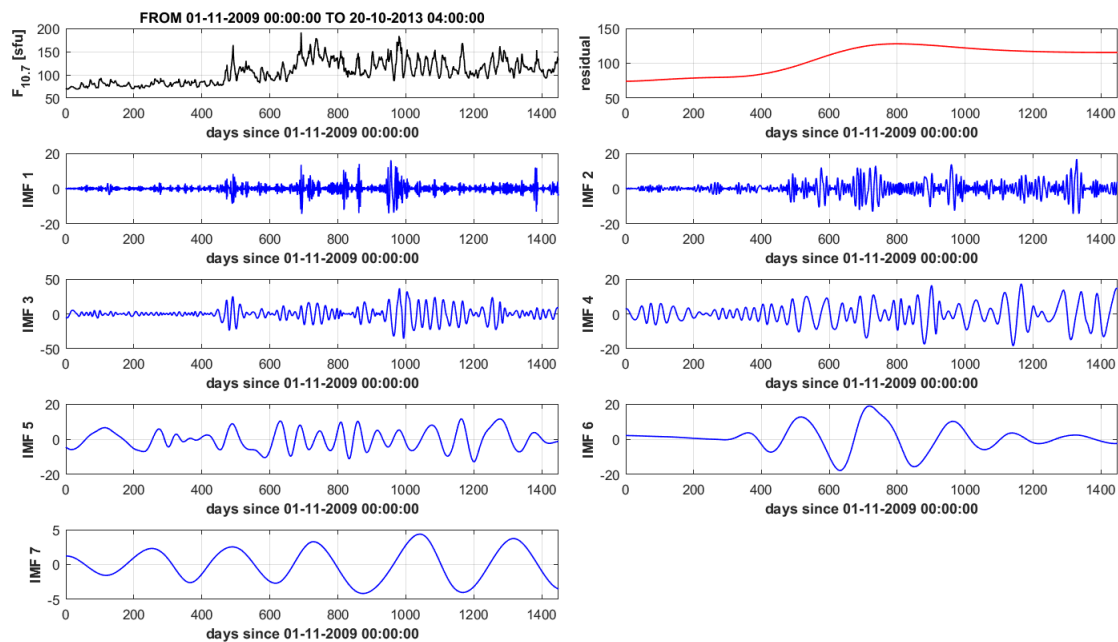 FROM 01-11-2009 00:00:00 TO 20-10-2013 04:00:00
F10.7 [sfu]
200
150
100
50
0 200 400 600 800 1000 1200 1400
days since 01-11-2009 00:00:00
residual
150
100
50
0 200 400 600 800 1000 1200 1400
days since 01-11-2009 00:00:00
IMF 1
20
0
-20
0 200 400 600 800 1000 1200 1400
days since 01-11-2009 00:00:00
IMF 2
20
0
-20
0 200 400 600 800 1000 1200 1400
days since 01-11-2009 00:00:00
IMF 3
50
0
-50
0 200 400 600 800 1000 1200 1400
days since 01-11-2009 00:00:00
IMF 4
20
0
-20
0 200 400 600 800 1000 1200 1400
days since 01-11-2009 00:00:00
IMF 5
20
0
-20
0 200 400 600 800 1000 1200 1400
days since 01-11-2009 00:00:00
IMF 6
20
0
-20
0 200 400 600 800 1000 1200 1400
days since 01-11-2009 00:00:00
IMF 7
5
0
-5
0 200 400 600 800 1000 1200 1400
days since 01-11-2009 00:00:00